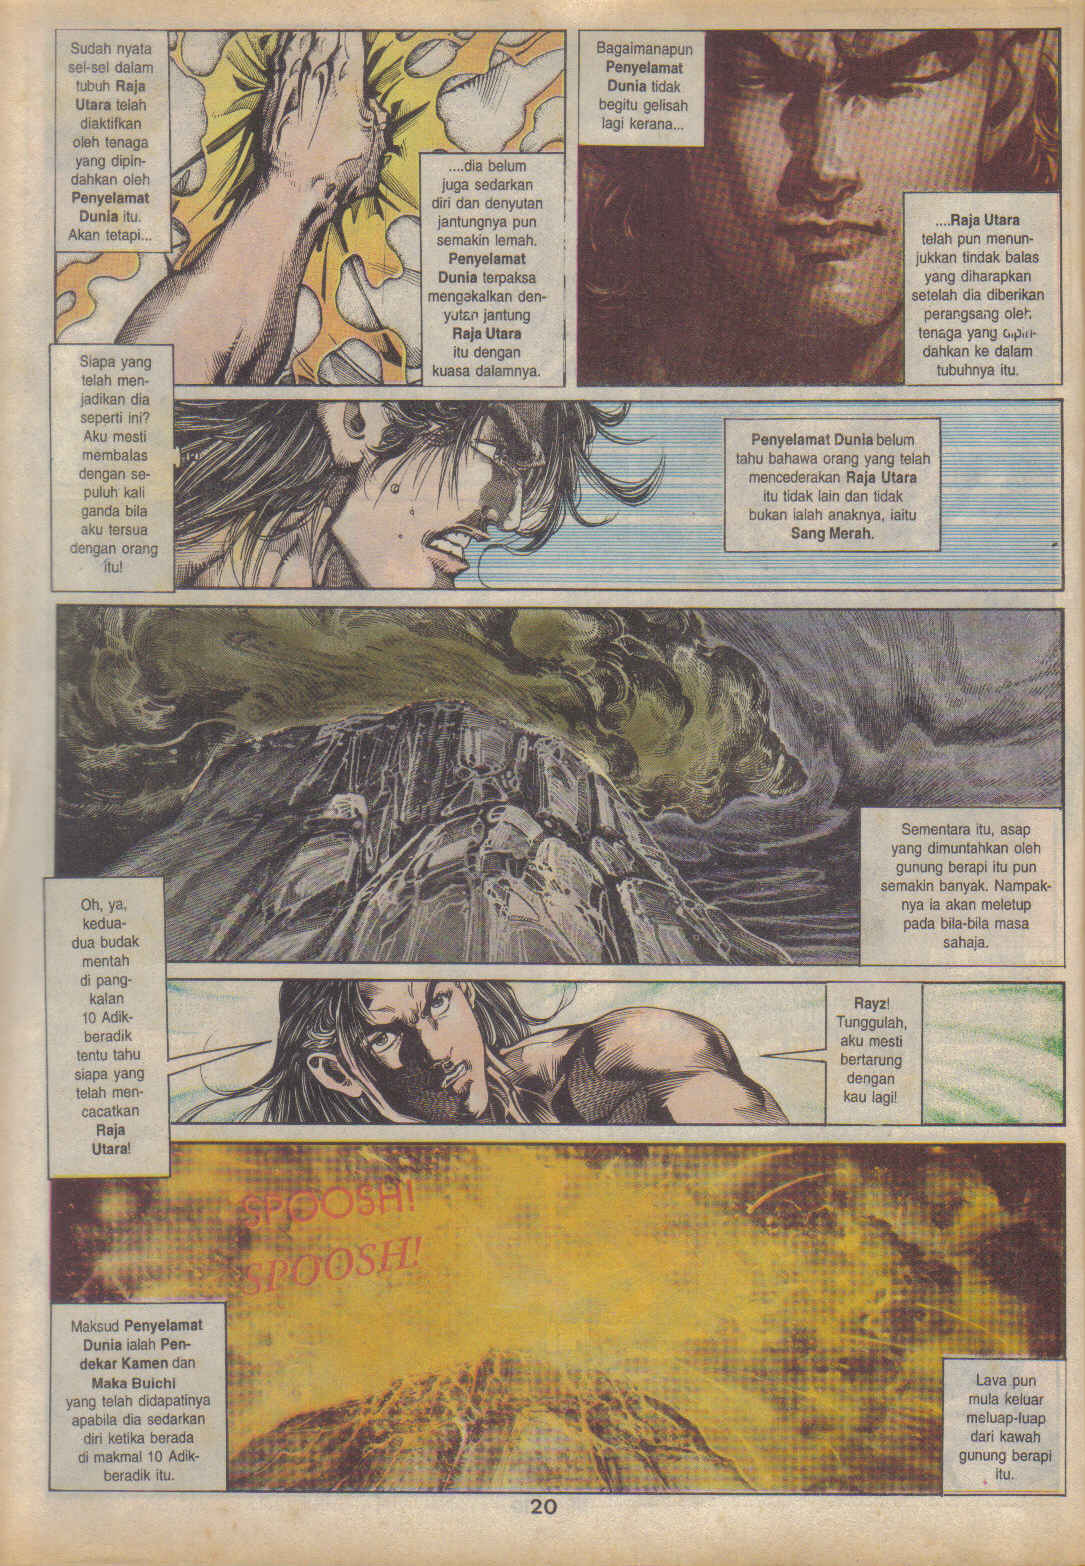 Sudah nyata
sel-sel dalam
tubuh Raja
Utara telah
diaktifkan
oleh tenaga
yang dipin-
dahkan oleh
Penyelamat
Dunia itu.
Akan tetapi...
....dia belum
juga sedarkan
diri dan denyutan
jantungnya pun
semakin lemah.
Penyelamat
Dunia terpaksa
mengakalkan den-
yutan jantung
Raja Utara
itu dengan
kuasa dalamnya.
Bagaimanapun
Penyelamat
Dunia tidak
begitu gelisah
lagi kerana...
....Raja Utara
telah pun menun-
jukkan tindak balas
yang diharapkan
setelah dia diberikan
perangsang oleh
tenaga yang dipin-
dahkan ke dalam
tubuhnya itu.
Siapa yang
telah men-
jadikan dia
seperti ini?
Aku mesti
membalas
dengan se-
puluh kali
ganda bila
aku tersua
dengan orang
itu!
Penyelamat Dunia belum
tahu bahawa orang yang telah
mencederakan Raja Utara
itu tidak lain dan tidak
bukan ialah anaknya, iaitu
Sang Merah.
Sementara itu, asap
yang dimuntahkan oleh
gunung berapi itu pun
semakin banyak. Nampak-
nya ia akan meletup
pada bila-bila masa
sahaja.
Oh, ya,
kedua-
dua budak
mentah
di pang-
kalan
10 Adik-
beradik
tentu tahu
siapa yang
telah men-
cacatkan
Raja
Utara!
Rayz!
Tunggulah,
aku mesti
bertarung
dengan
kau lagi!
SPOOSH!
SPOOSH!
Maksud Penyelamat
Dunia ialah Pen-
dekar Kamen dan
Maka Buichi
yang telah didapatinya
apabila dia sedarkan
diri ketika berada
di makmal 10 Adik-
beradik itu.
Lava pun
mula keluar
meluap-luap
dari kawah
gunung berapi
itu.
20